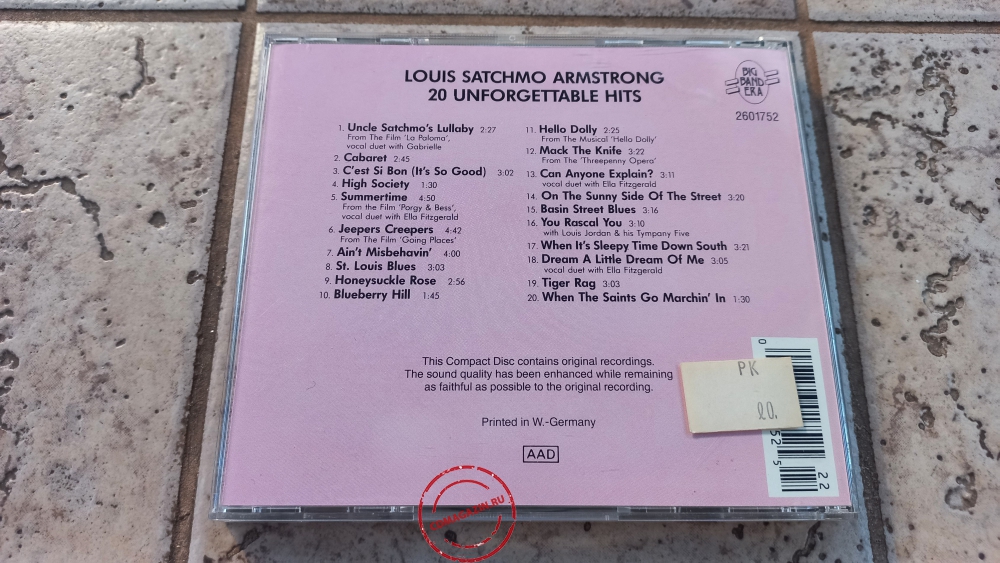 LOUIS SATCHMO ARMSTRONG
20 UNFORGETTABLE HITS
BIG
BAND
ERA
2601752
1. Uncle Satchmo's Lullaby 2:27
From The Film 'La Paloma',
vocal duet with Gabrielle
2. Cabaret 2:45
3. C'est Si Bon (It's So Good) 3:02
4. High Society 1:30
5. Summertime 4:50
From the Film 'Porgy & Bess',
vocal duet with Ella Fitzgerald
6. Jeepers Creepers 4:42
From The Film 'Going Places'
7. Ain't Misbehavin' 4:00
8. St. Louis Blues 3:03
9. Honeysuckle Rose 2:56
10. Blueberry Hill 1:45
11. Hello Dolly 2:25
From The Musical 'Hello Dolly'
12. Mack The Knife 3:22
From The 'Threepenny Opera'
13. Can Anyone Explain? 3:11
vocal duet with Ella Fitzgerald
14. On The Sunny Side Of The Street 3:20
15. Basin Street Blues 3:16
16. You Rascal You 3:10
with Louis Jordan & his Tympany Five
17. When It's Sleepy Time Down South 3:21
18. Dream A Little Dream Of Me 3:05
vocal duet with Ella Fitzgerald
19. Tiger Rag 3:03
20. When The Saints Go Marchin' In 1:30
This Compact Disc contains original recordings.
The sound quality has been enhanced while remaining
as faithful as possible to the original recording.
Printed in W.-Germany
AAD
PK
20.
0
52 5
22